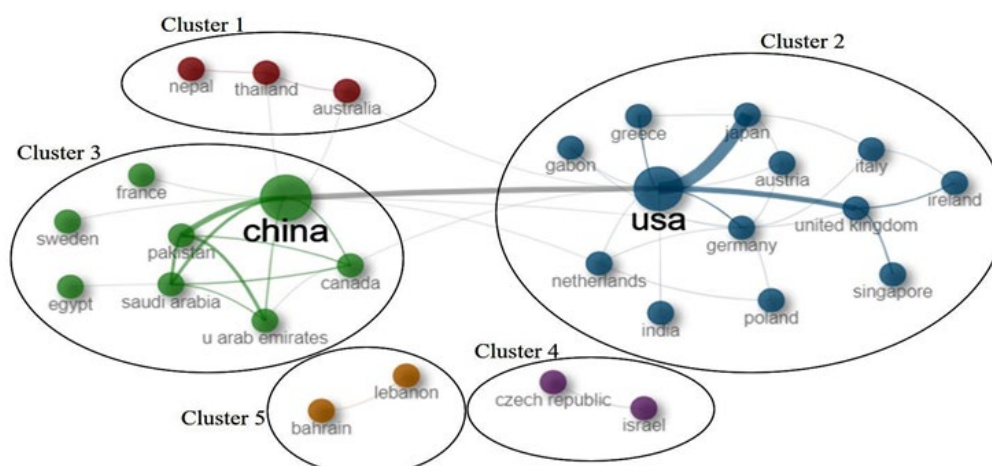 Cluster 1
nepal
thailand
australia
Cluster 2
greece
japan
gabon
austria
italy
ireland
usa
united kingdom
germany
netherlands
singapore
india
poland
Cluster 3
france
china
sweden
pakistan
canada
egypt
saudi arabia
u arab emirates
Cluster 4
czech republic
israel
Cluster 5
lebanon
bahrain